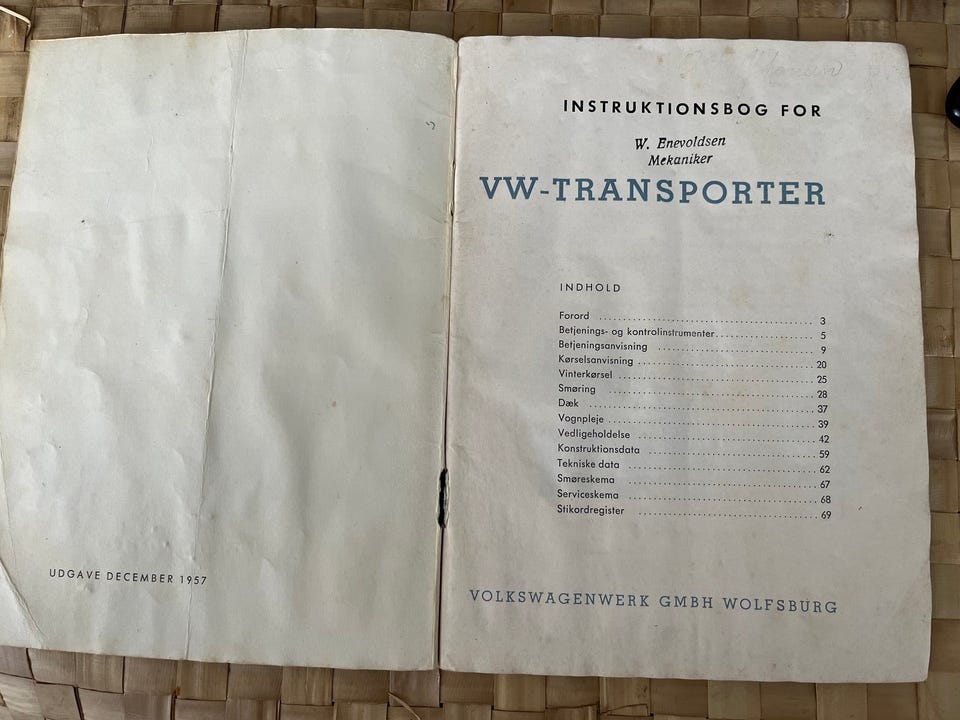 UDGAVE DECEMBER 1957
INSTRUKTIONSBOG FOR
W. Enevoldsen
Mekaniker
VW-TRANSPORTER
INDHOLD
Forord ........................................ 3
Betjenings- og kontrolinstrumenter.................... 5
Betjeningsanvisning ................................ 9
Kørselsanvisning .................................. 20
Vinterkørsel ...................................... 25
Smøring ........................................ 28
Dæk .......................................... 37
Vognpleje........................................ 39
Vedligeholdelse .................................. 42
Konstruktionsdata ................................ 59
Tekniske data .................................... 62
Smøreskema .................................... 67
Serviceskema .................................... 68
Stikordregister .................................. 69
VOLKSWAGENWERK GMBH WOLFSBURG